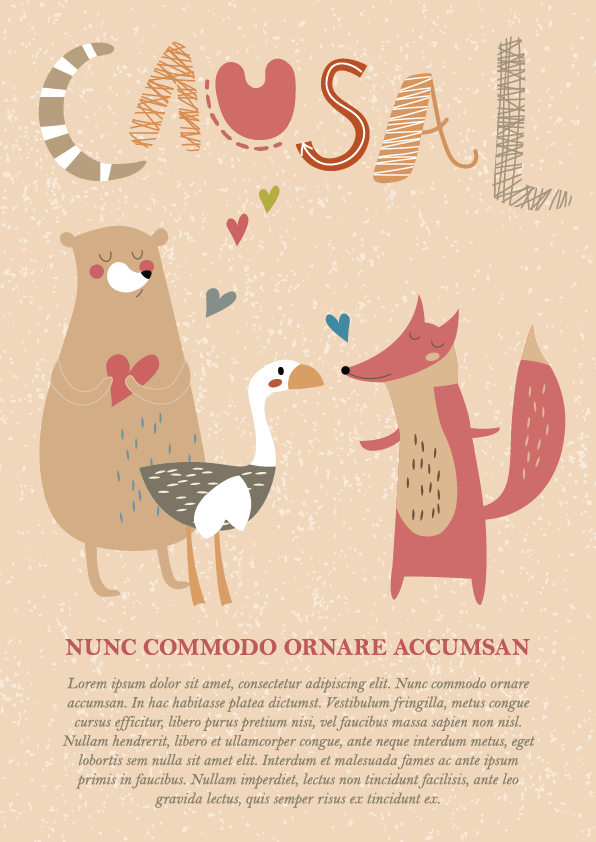 CAUSAL
NUNC COMMODO ORNARE ACCUMSAN
Lorem ipsum dolor sit amet, consectetur adipiscing elit. Nunc commodo ornare
accumsan. In hac habitasse platea dictumst. Vestibulum fringilla, metus congue
cursus efficitur, libero purus pretium nisi, vel faucibus massa sapien non nisl.
Nullam hendrerit, libero et ullamcorper congue, ante neque interdum metus, eget
lobortis sem nulla sit amet elit. Interdum et malesuada fames ac ante ipsum
primis in faucibus. Nullam imperdiet, lectus non tincidunt facilisis, ante leo
gravida lectus, quis semper risus ex tincidunt ex.